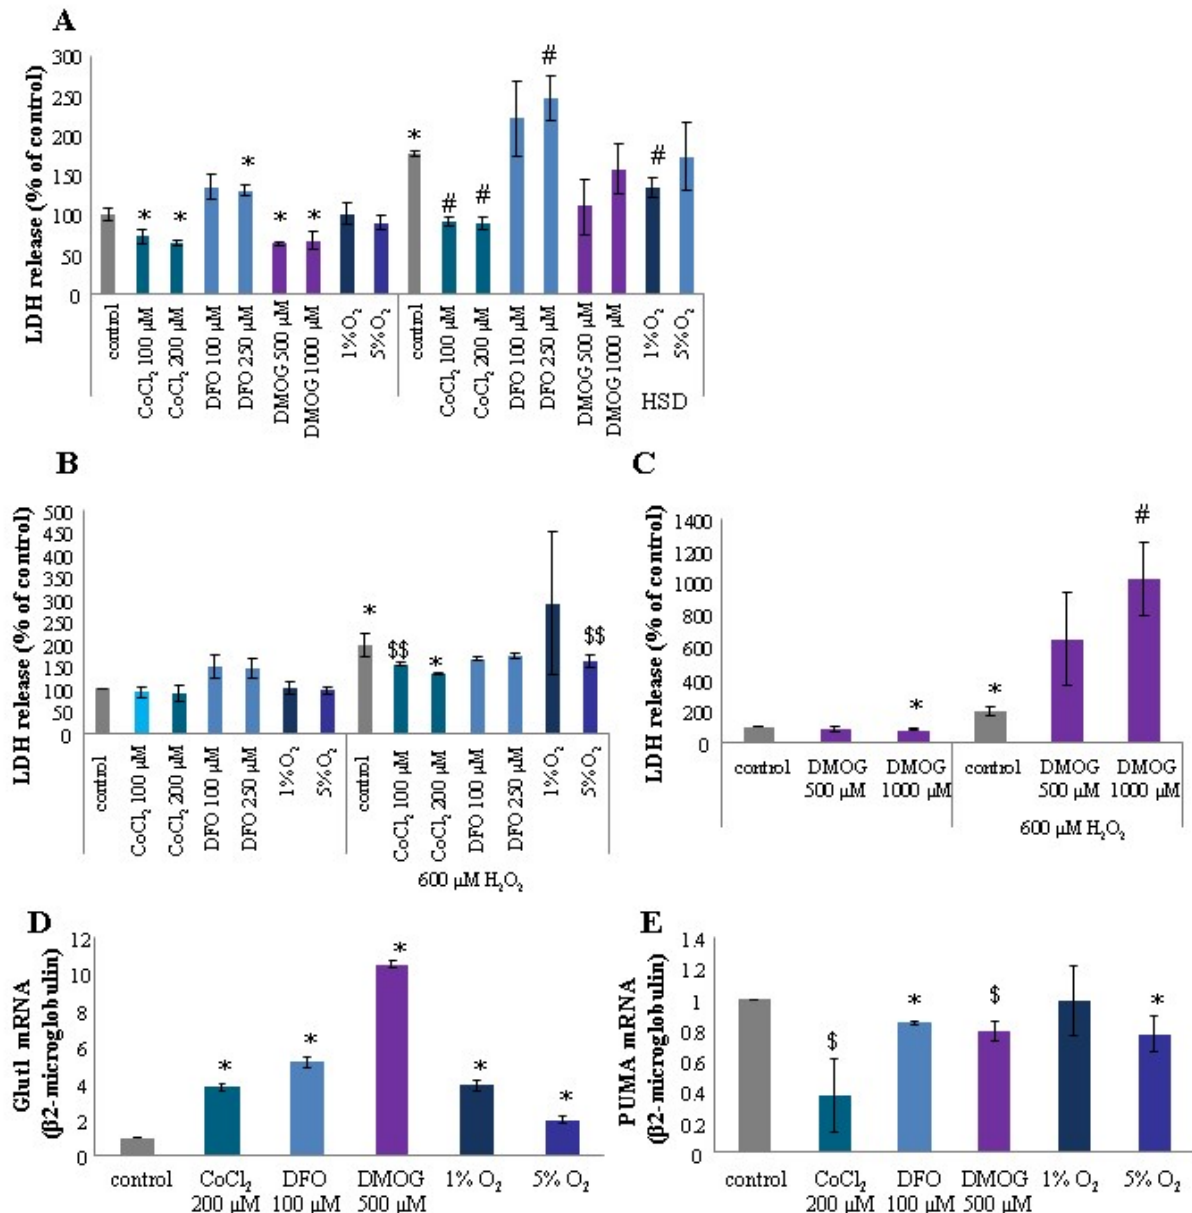 A
LDH release (% of control)
300
250
200
150
100
50
0
* * * * * * # # # # #
control
CoCl₂ 100 µM
CoCl₂ 200 µM
DFO 100 µM
DFO 250 µM
DMOG 500 µM
DMOG 1000 µM
1% O₂
5% O₂
control
CoCl₂ 100 µM
CoCl₂ 200 µM
DFO 100 µM
DFO 250 µM
DMOG 500 µM
DMOG 1000 µM
1% O₂
5% O₂
HSD
B
LDH release (% of control)
500
450
400
350
300
250
200
150
100
50
0
* $$ * $$
control
CoCl₂ 100 µM
CoCl₂ 200 µM
DFO 100 µM
DFO 250 µM
1% O₂
5% O₂
control
CoCl₂ 100 µM
CoCl₂ 200 µM
DFO 100 µM
DFO 250 µM
1% O₂
5% O₂
600 µM H₂O₂
C
LDH release (% of control)
1400
1200
1000
800
600
400
200
0
* * #
control
DMOG
500 µM
DMOG
1000 µM
control
DMOG
500 µM
DMOG
1000 µM
600 µM H₂O₂
D
Glut1 mRNA
(β2-microglobulin)
12
10
8
6
4
2
0
* * * * *
control
CoCl₂
200 µM
DFO
100 µM
DMOG
500 µM
1% O₂
5% O₂
E
PUMA mRNA
(β2-microglobulin)
1.4
1.2
1
0.8
0.6
0.4
0.2
0
$ * $ *
control
CoCl₂
200 µM
DFO
100 µM
DMOG
500 µM
1% O₂
5% O₂